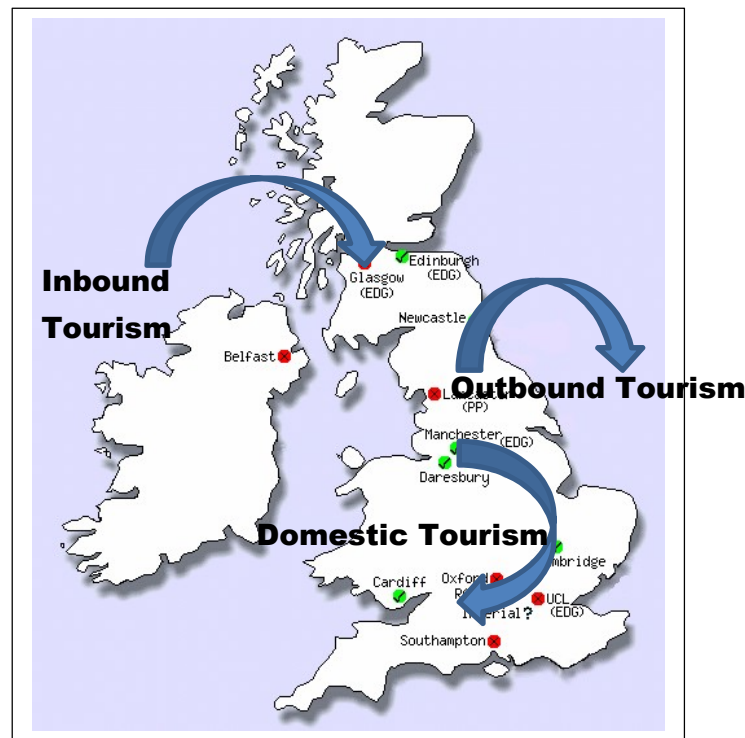 Edinburgh
(EDG)
Inbound
Tourism
Glasgow
(EDG)
Newcastle
Belfast
Outbound Tourism
(PP)
Manchester
(EDG)
Daresbury
Domestic Tourism
Cardiff
Oxford
UCL
(EDG)
?
Southampton